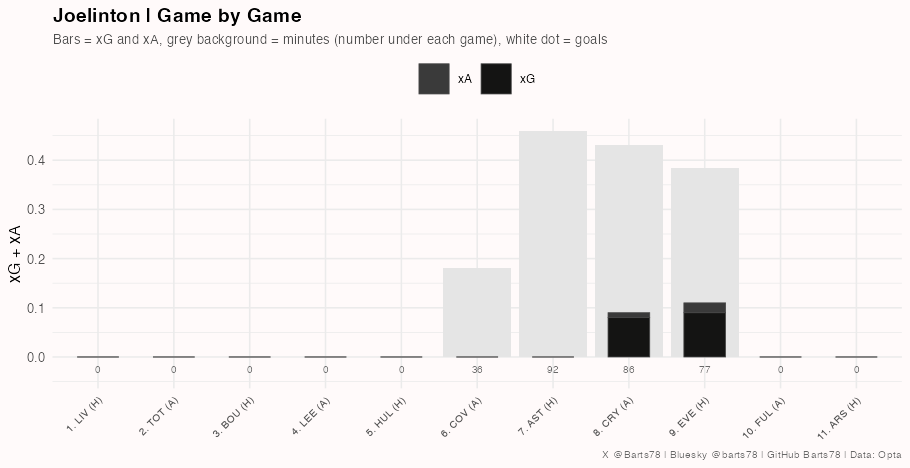 Joelinton | Game by Game
Bars = xG and xA, grey background = minutes (number under each game), white dot = goals
xA
xG
xG + xA
0.4
0.3
0.2
0.1
0.0
0 0 0 0 0 36 92 86 77 0 0
1. LIV (H)
2. TOT (A)
3. BOU (H)
4. LEE (A)
5. HUL (H)
6. COV (A)
7. AST (H)
8. CRY (A)
9. EVE (H)
10. FUL (A)
11. ARS (H)
X @Barts78 | Bluesky @barts78 | GitHub Barts78 | Data: Opta